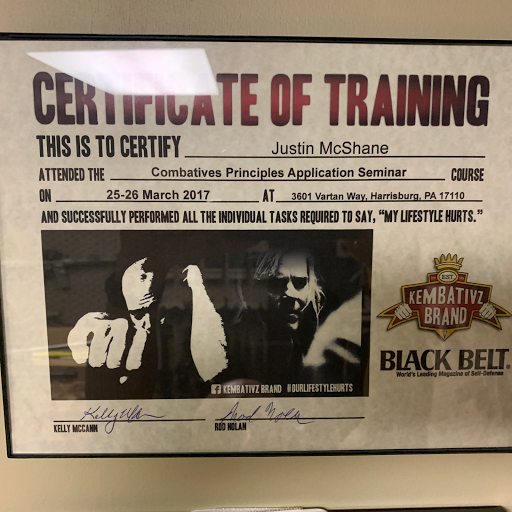 CERTIFICATE OF TRAINING
THIS IS TO CERTIFY Justin McShane
ATTENDED THE Combatives Principles Application Seminar COURSE
ON 25-26 March 2017 AT 3601 Vartan Way, Harrisburg, PA 17110
AND SUCCESSFULLY PERFORMED ALL THE INDIVIDUAL TASKS REQUIRED TO SAY, "MY LIFESTYLE HURTS."
EST
KEMBATIVZ
BRAND
BLACK BELT®
World's Leading Magazine of Self-Defense
f KEMBATIVZ BRAND #OURLIFESTYLEHURTS
KELLY MCCANN ROD NOLAN